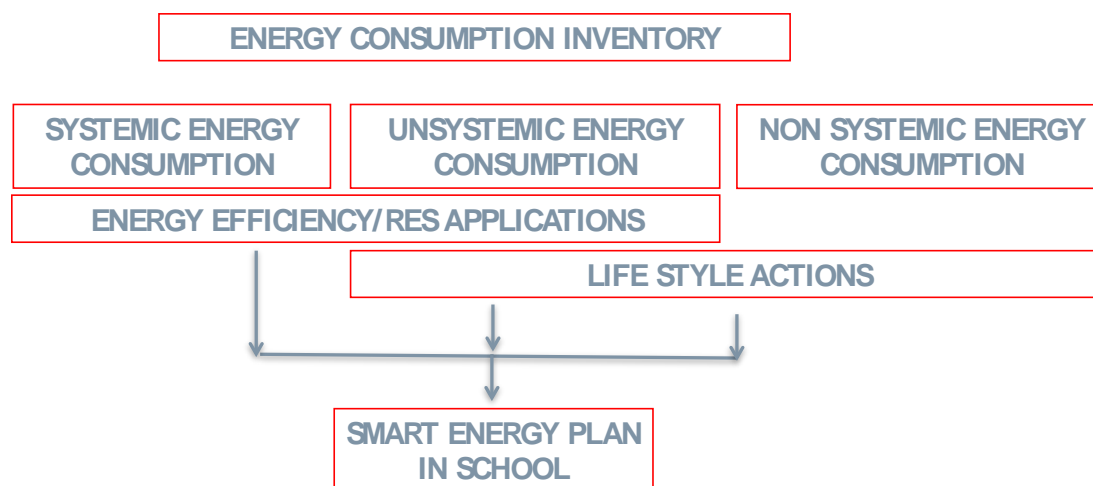 ENERGY CONSUMPTION INVENTORY
SYSTEMIC ENERGY
CONSUMPTION
UNSYSTEMIC ENERGY
CONSUMPTION
NON SYSTEMIC ENERGY
CONSUMPTION
ENERGY EFFICIENCY/ RES APPLICATIONS
LIFE STYLE ACTIONS
SMART ENERGY PLAN
IN SCHOOL